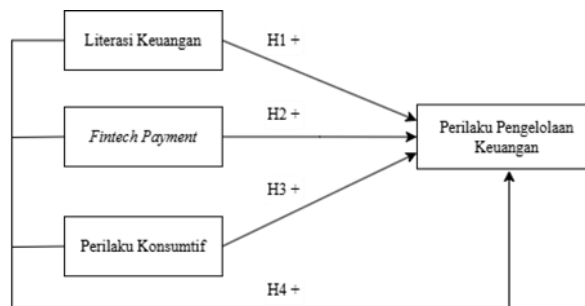 Literasi Keuangan
H1 +
Fintech Payment
H2 +
Perilaku Pengelolaan
Keuangan
H3 +
Perilaku Konsumtif
H4 +